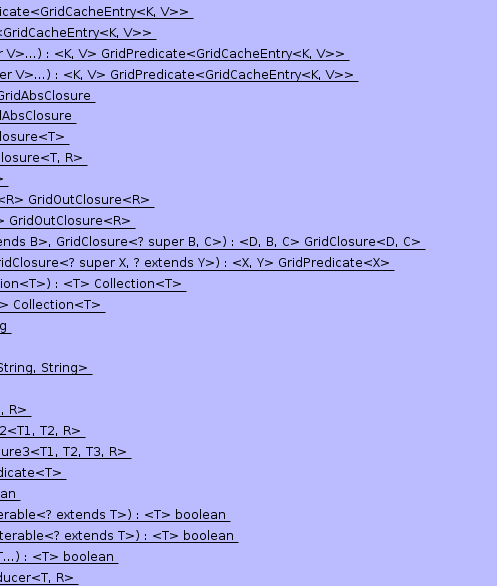 icate<GridCacheEntry<K, V>>
<GridCacheEntry<K, V>>
r V>...) : <K, V> GridPredicate<GridCacheEntry<K, V>>
er V>...) : <K, V> GridPredicate<GridCacheEntry<K, V>>
GridAbsClosure
dAbsClosure
losure<T>
losure<T, R>
>
<R> GridOutClosure<R>
> GridOutClosure<R>
ends B>, GridClosure<? super B, C>) : <D, B, C> GridClosure<D, C>
ridClosure<? super X, ? extends Y>) : <X, Y> GridPredicate<X>
ion<T>) : <T> Collection<T>
> Collection<T>
g
String, String>
, R>
2<T1, T2, R>
ure3<T1, T2, T3, R>
dicate<T>
an
erable<? extends T>) : <T> boolean
terable<? extends T>) : <T> boolean
T...) : <T> boolean
ducer<T, R>